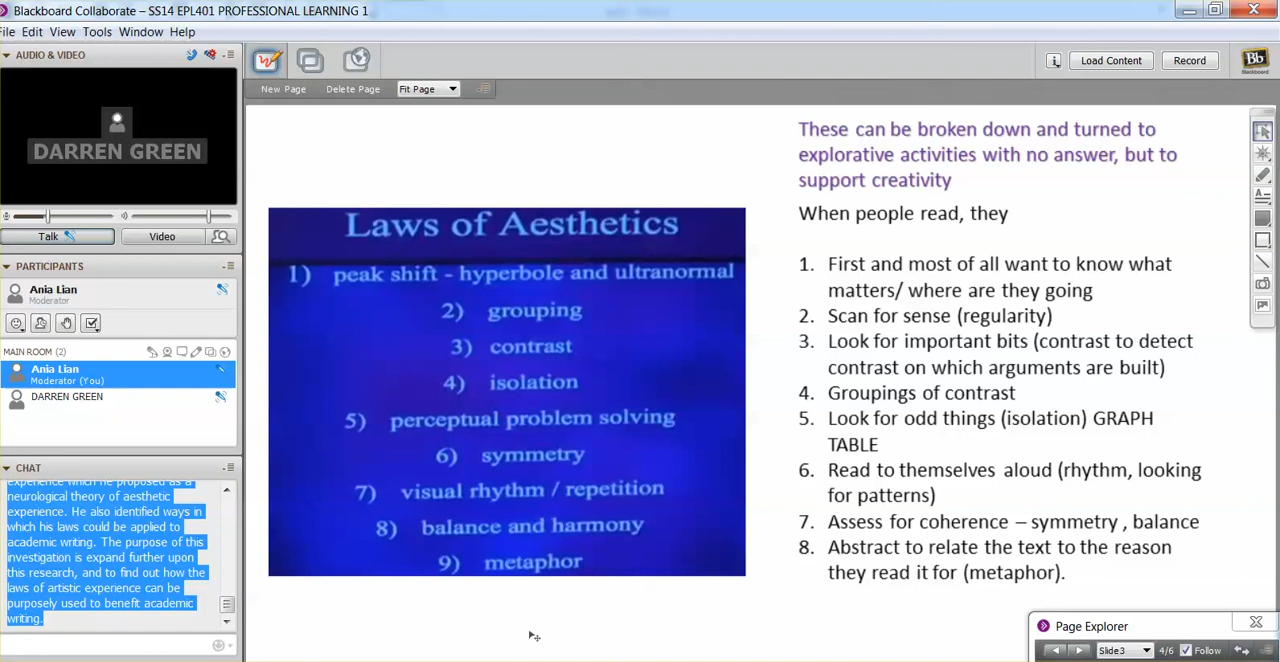 Blackboard Collaborate – SS14 EPL401 PROFESSIONAL LEARNING 1
File Edit View Tools Window Help
AUDIO & VIDEO
DARREN GREEN
Talk
Video
PARTICIPANTS
Ania Lian
Moderator
MAIN ROOM (2)
Ania Lian
Moderator (You)
DARREN GREEN
CHAT
experience which he proposed as a
neurological theory of aesthetic
experience. He also identified ways in
which his laws could be applied to
academic writing. The purpose of this
investigation is expand further upon
this research, and to find out how the
laws of artistic experience can be
purposely used to benefit academic
writing.
Load Content
Record
Bb
Blackboard
New Page
Delete Page
Fit Page
Laws of Aesthetics
1) peak shift - hyperbole and ultranormal
2) grouping
3) contrast
4) isolation
5) perceptual problem solving
6) symmetry
7) visual rhythm / repetition
8) balance and harmony
9) metaphor
These can be broken down and turned to
explorative activities with no answer, but to
support creativity
When people read, they
1. First and most of all want to know what
matters/ where are they going
2. Scan for sense (regularity)
3. Look for important bits (contrast to detect
contrast on which arguments are built)
4. Groupings of contrast
5. Look for odd things (isolation) GRAPH
TABLE
6. Read to themselves aloud (rhythm, looking
for patterns)
7. Assess for coherence – symmetry , balance
8. Abstract to relate the text to the reason
they read it for (metaphor).
Page Explorer
Slide3
4/6
Follow